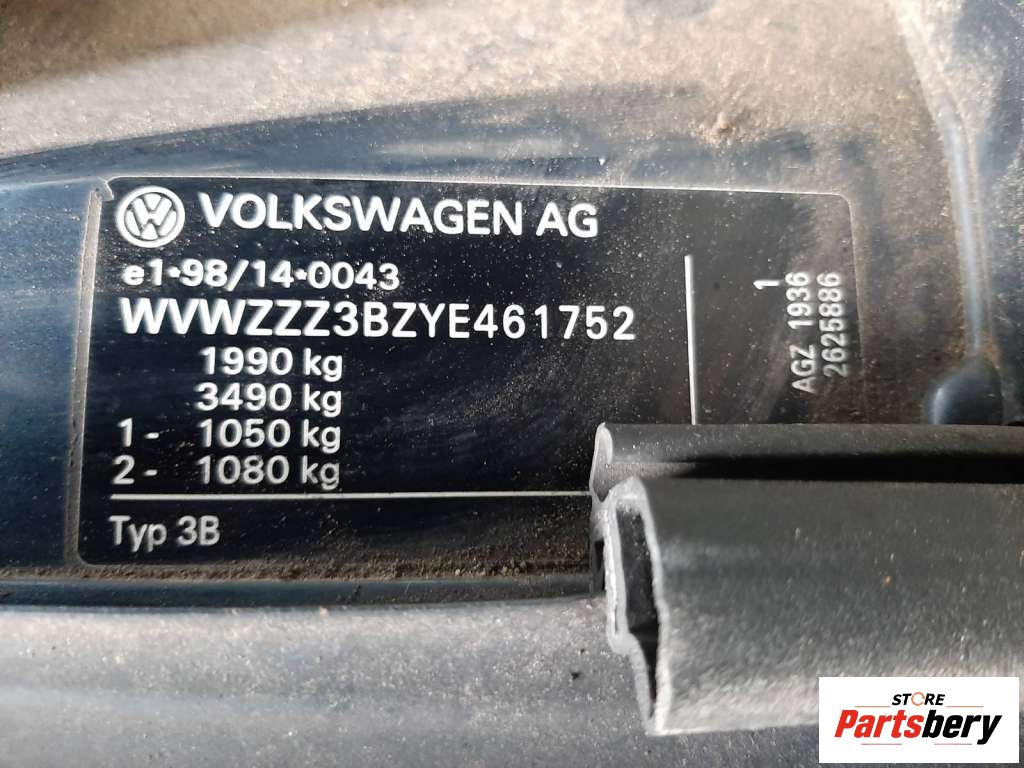 VOLKSWAGEN AG
e1*98/14*0043
WVWZZZ3BZYE461752
1990 kg
3490 kg
1- 1050 kg
2- 1080 kg
Typ 3B
1
AGZ 1936
2625886
STORE
Partsbery